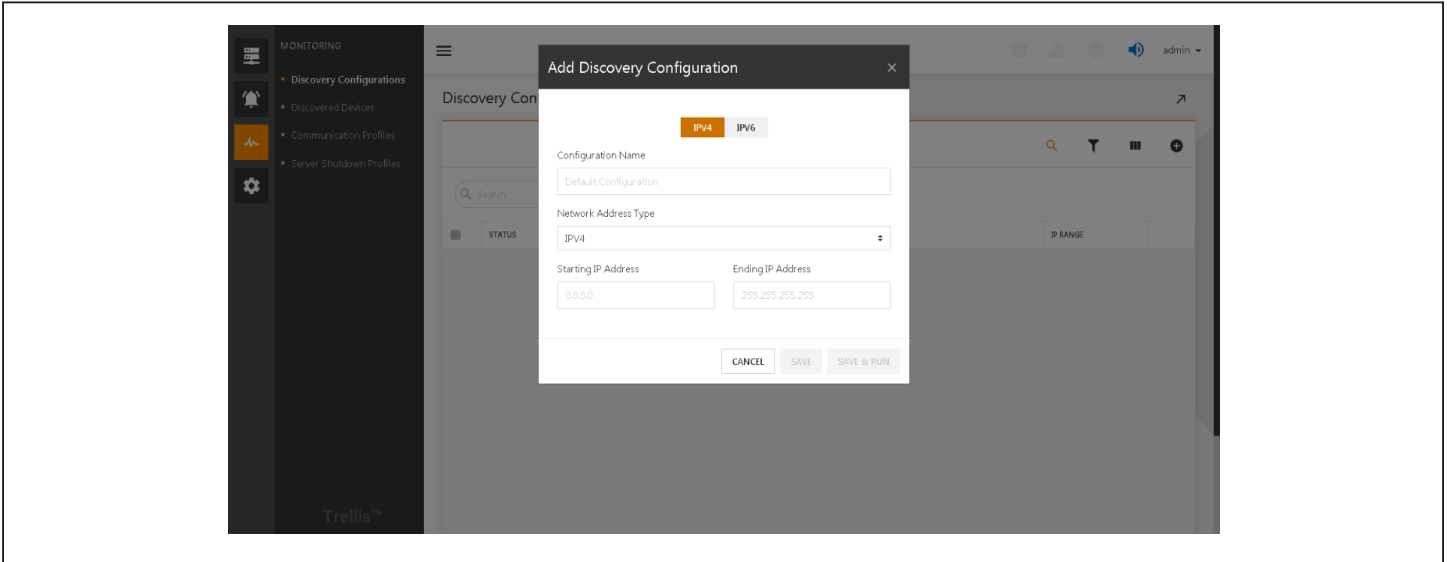 MONITORING
Discovery Configurations
Discovered Devices
Communication Profiles
Server Shutdown Profiles
Trellis™
admin
Discovery Con
Search
STATUS
IP RANGE
Add Discovery Configuration
IPV4 IPV6
Configuration Name
Default Configuration
Network Address Type
IPV4
Starting IP Address Ending IP Address
0.0.0.0 255.255.255.255
CANCEL SAVE SAVE & RUN